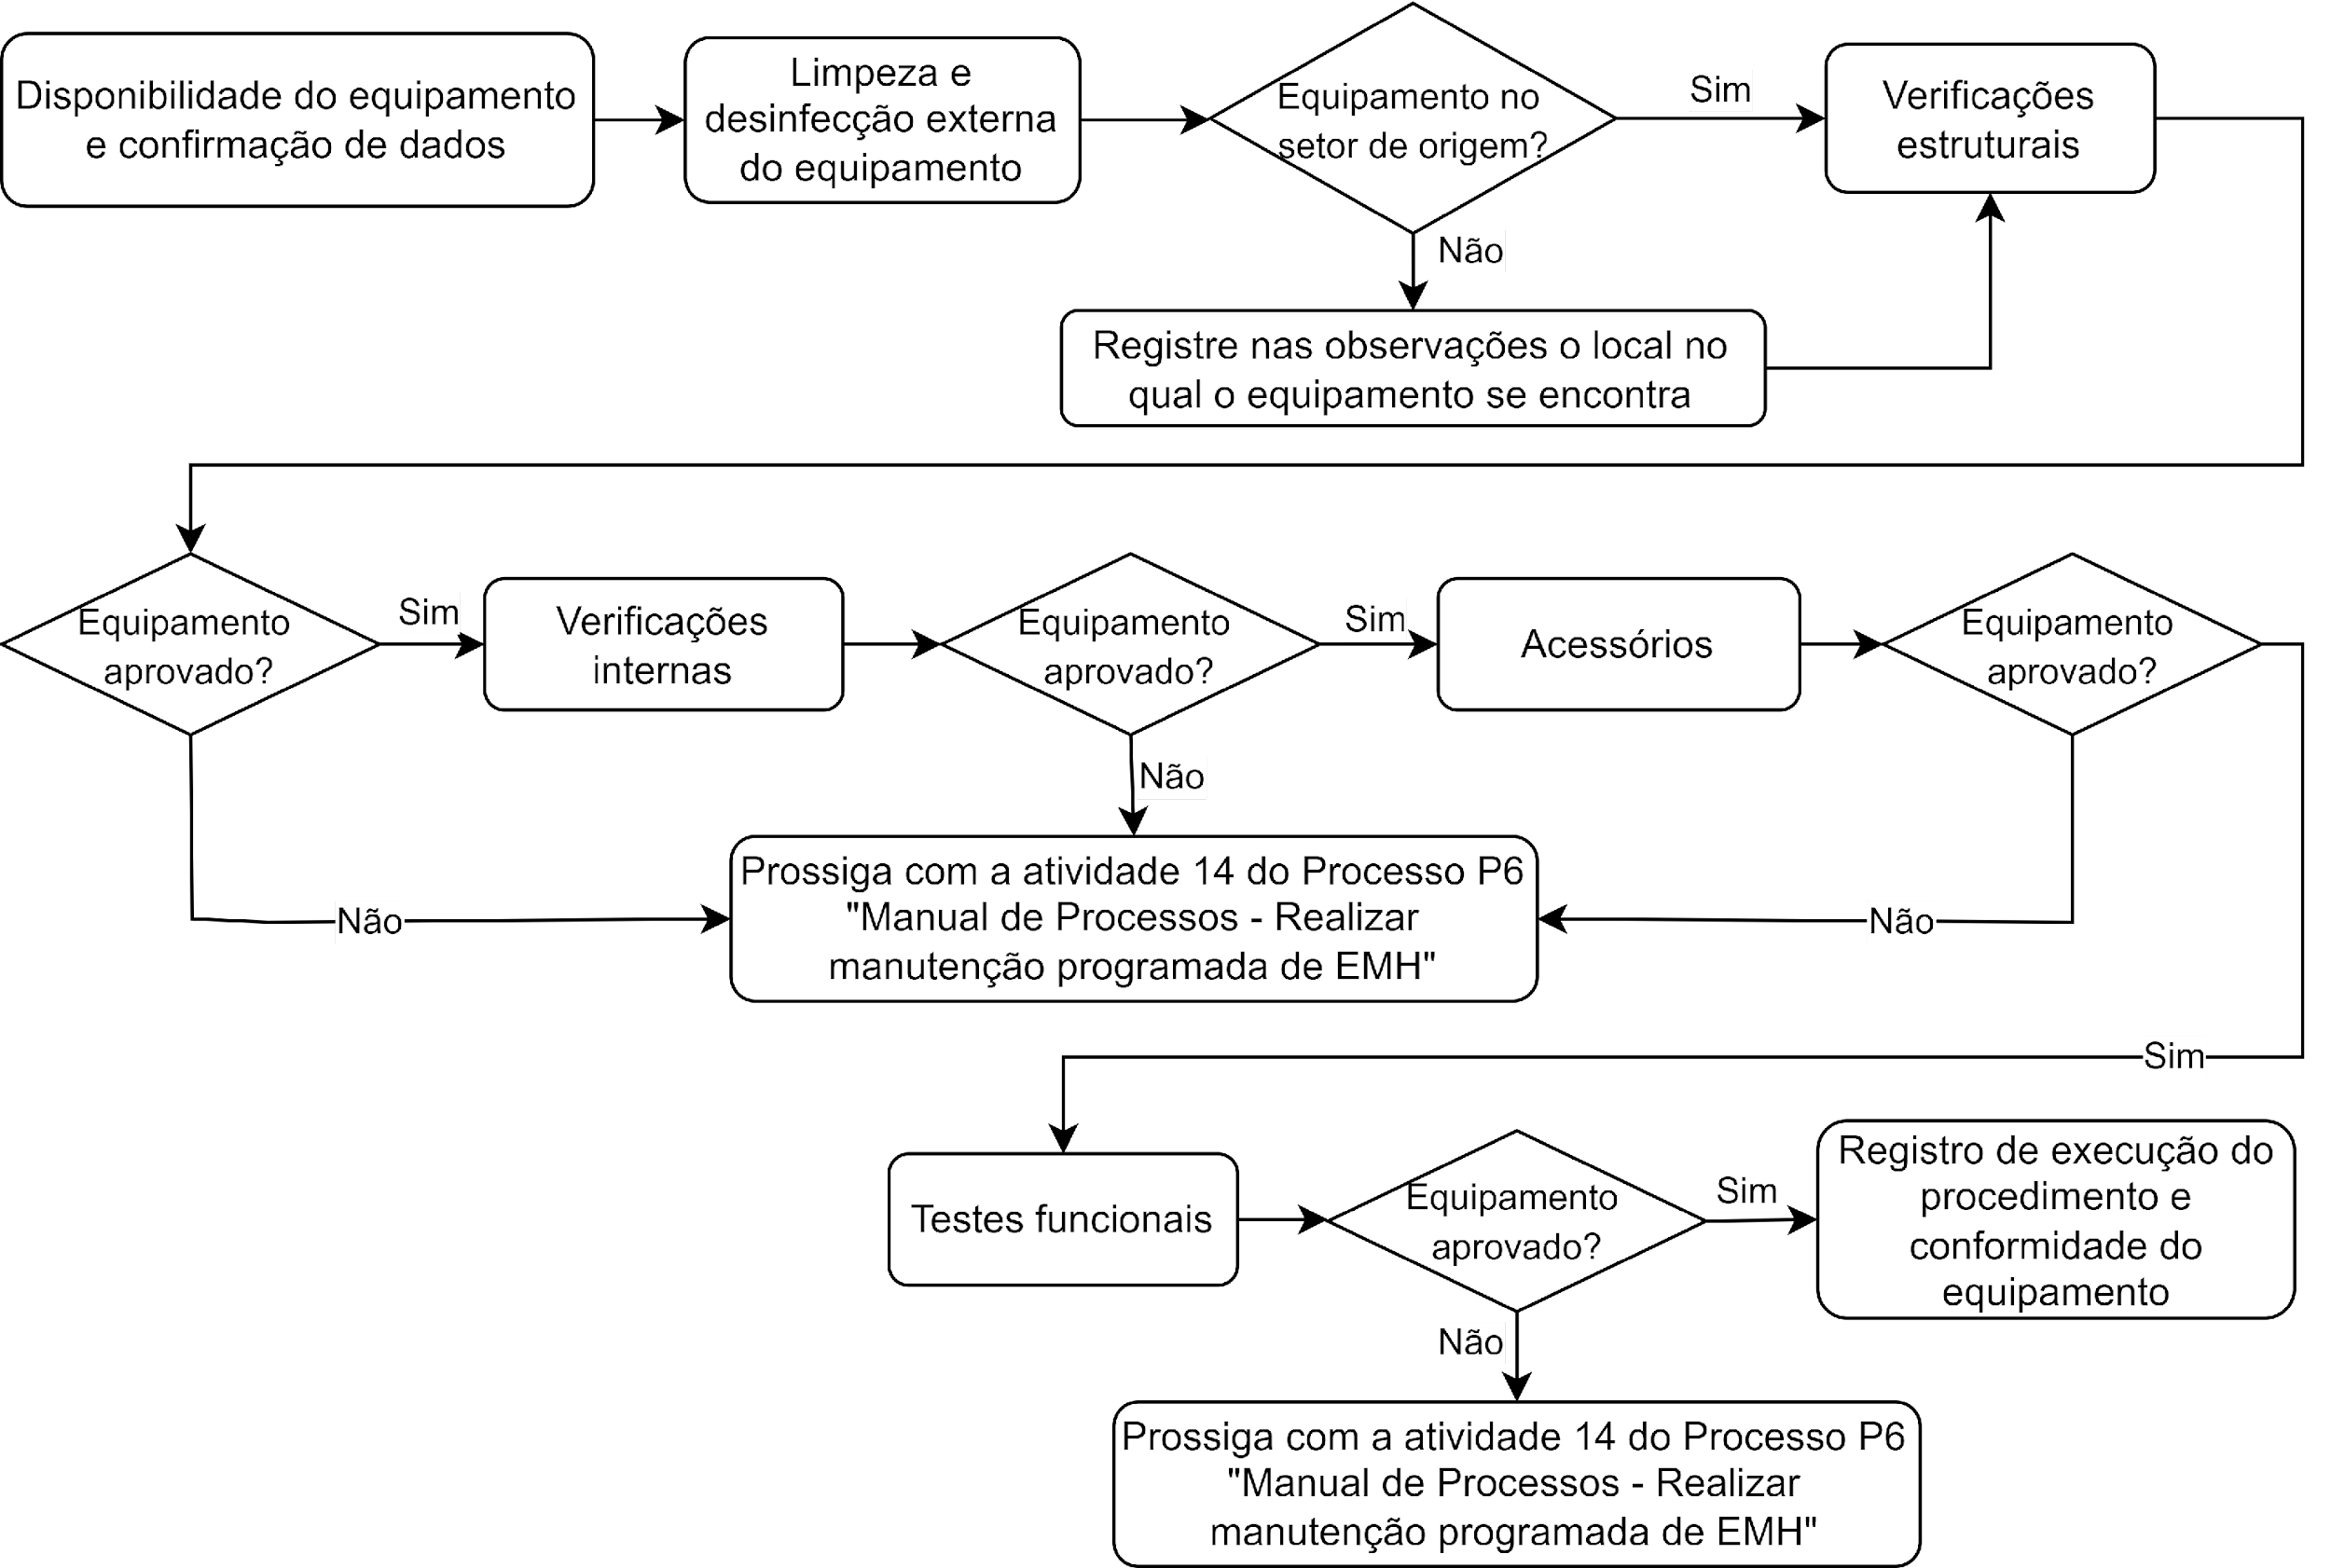 Disponibilidade do equipamento
e confirmação de dados
Limpeza e
desinfecção externa
do equipamento
Equipamento no
setor de origem?
Sim
Verificações
estruturais
Não
Registre nas observações o local no
qual o equipamento se encontra
Equipamento
aprovado?
Sim
Verificações
internas
Equipamento
aprovado?
Sim
Acessórios
Equipamento
aprovado?
Não
Não
Prossiga com a atividade 14 do Processo P6
"Manual de Processos - Realizar
manutenção programada de EMH"
Não
Sim
Testes funcionais
Equipamento
aprovado?
Sim
Registro de execução do
procedimento e
conformidade do
equipamento
Não
Prossiga com a atividade 14 do Processo P6
"Manual de Processos - Realizar
manutenção programada de EMH"